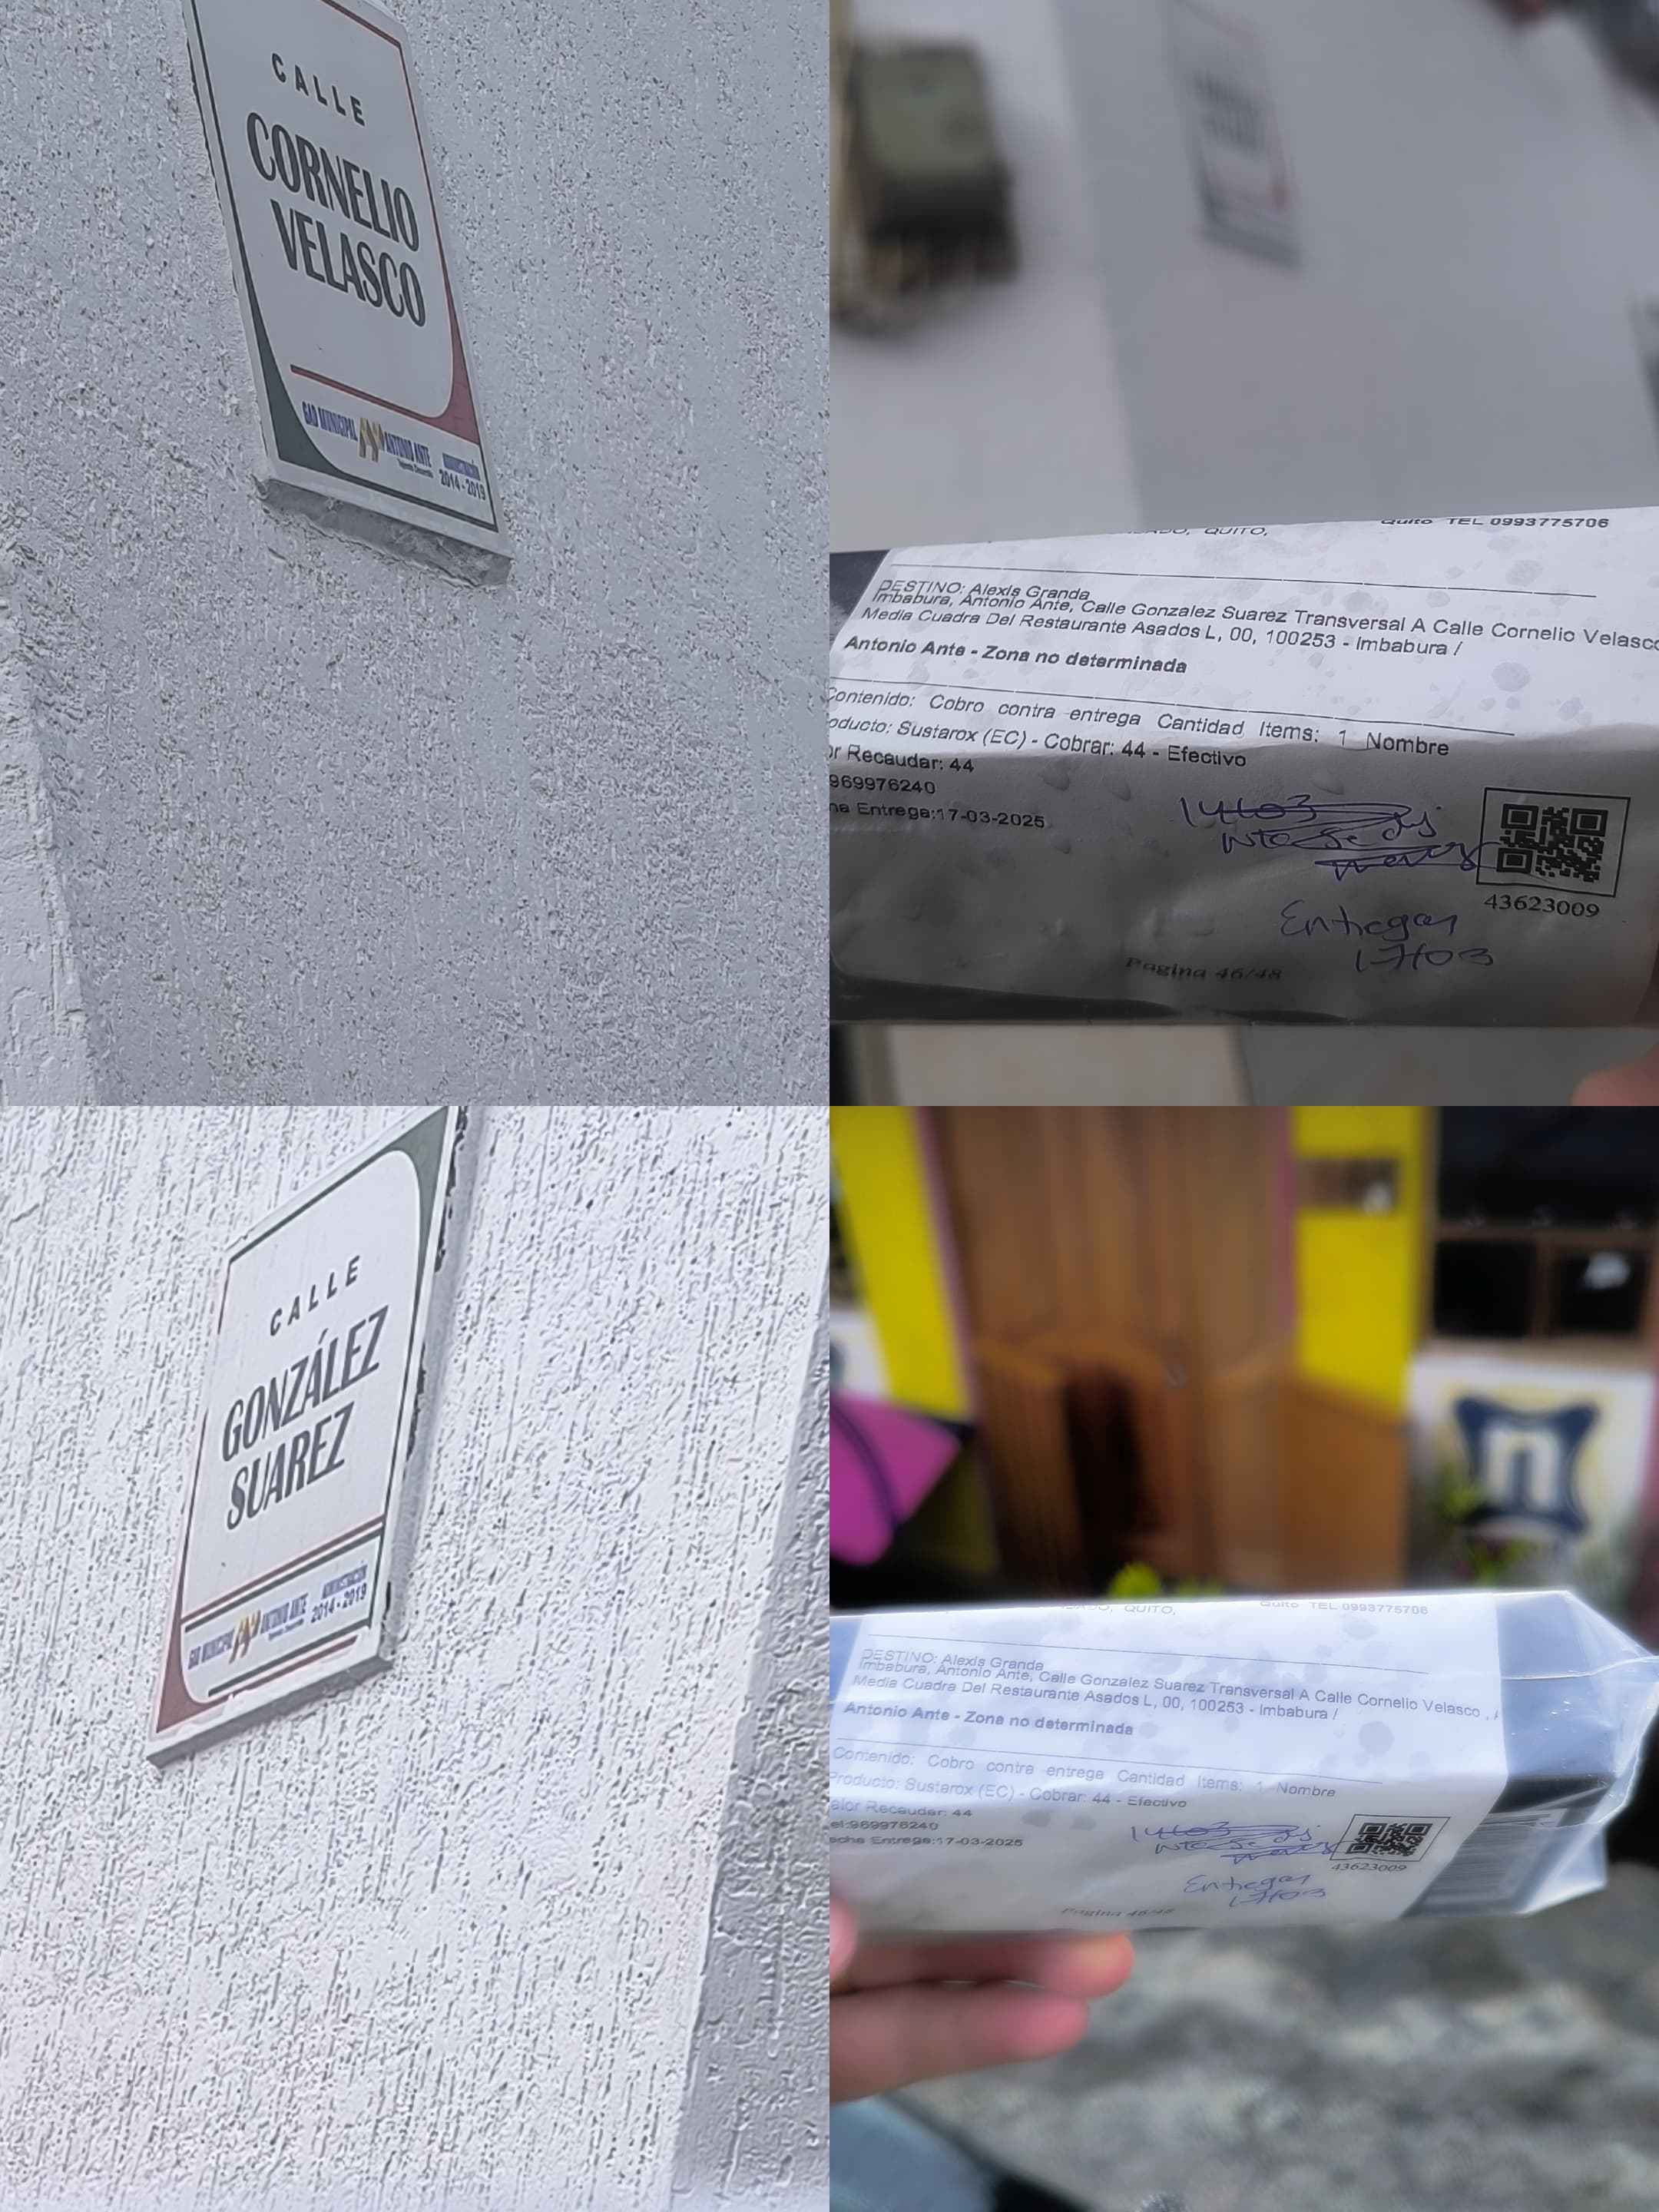 CALLE
CORNELIO
VELASCO
GAD MUNICIPAL ANTONIO ANTE ADMINISTRACIÓN
2014 - 2019
QUITO, Quito TEL 0993775706
DESTINO: Alexis Granda
Imbabura, Antonio Ante, Calle Gonzalez Suarez Transversal A Calle Cornelio Velasco
Media Cuadra Del Restaurante Asados L, 00, 100253 - Imbabura /
Antonio Ante - Zona no determinada
Contenido: Cobro contra entrega Cantidad Items: 1 Nombre
oducto: Sustarox (EC) - Cobrar: 44 - Efectivo
or Recaudar: 44
969976240
ha Entrega:17-03-2025
43623009
Entregar
17/03
Pagina 46/48
CALLE
GONZÁLEZ
SUAREZ
GAD MUNICIPAL ANTONIO ANTE ADMINISTRACIÓN
2014 - 2019
n
QUITO, Quito TEL 0993775706
DESTINO: Alexis Granda
Imbabura, Antonio Ante, Calle Gonzalez Suarez Transversal A Calle Cornelio Velasco ,
Media Cuadra Del Restaurante Asados L, 00, 100253 - Imbabura /
Antonio Ante - Zona no determinada
Contenido: Cobro contra entrega Cantidad Items: 1 Nombre
Producto: Sustarox (EC) - Cobrar: 44 - Efectivo
alor Recaudar: 44
el:969976240
echa Entrega:17-03-2025
43623009
Entregar
17/03
Pagina 46/48